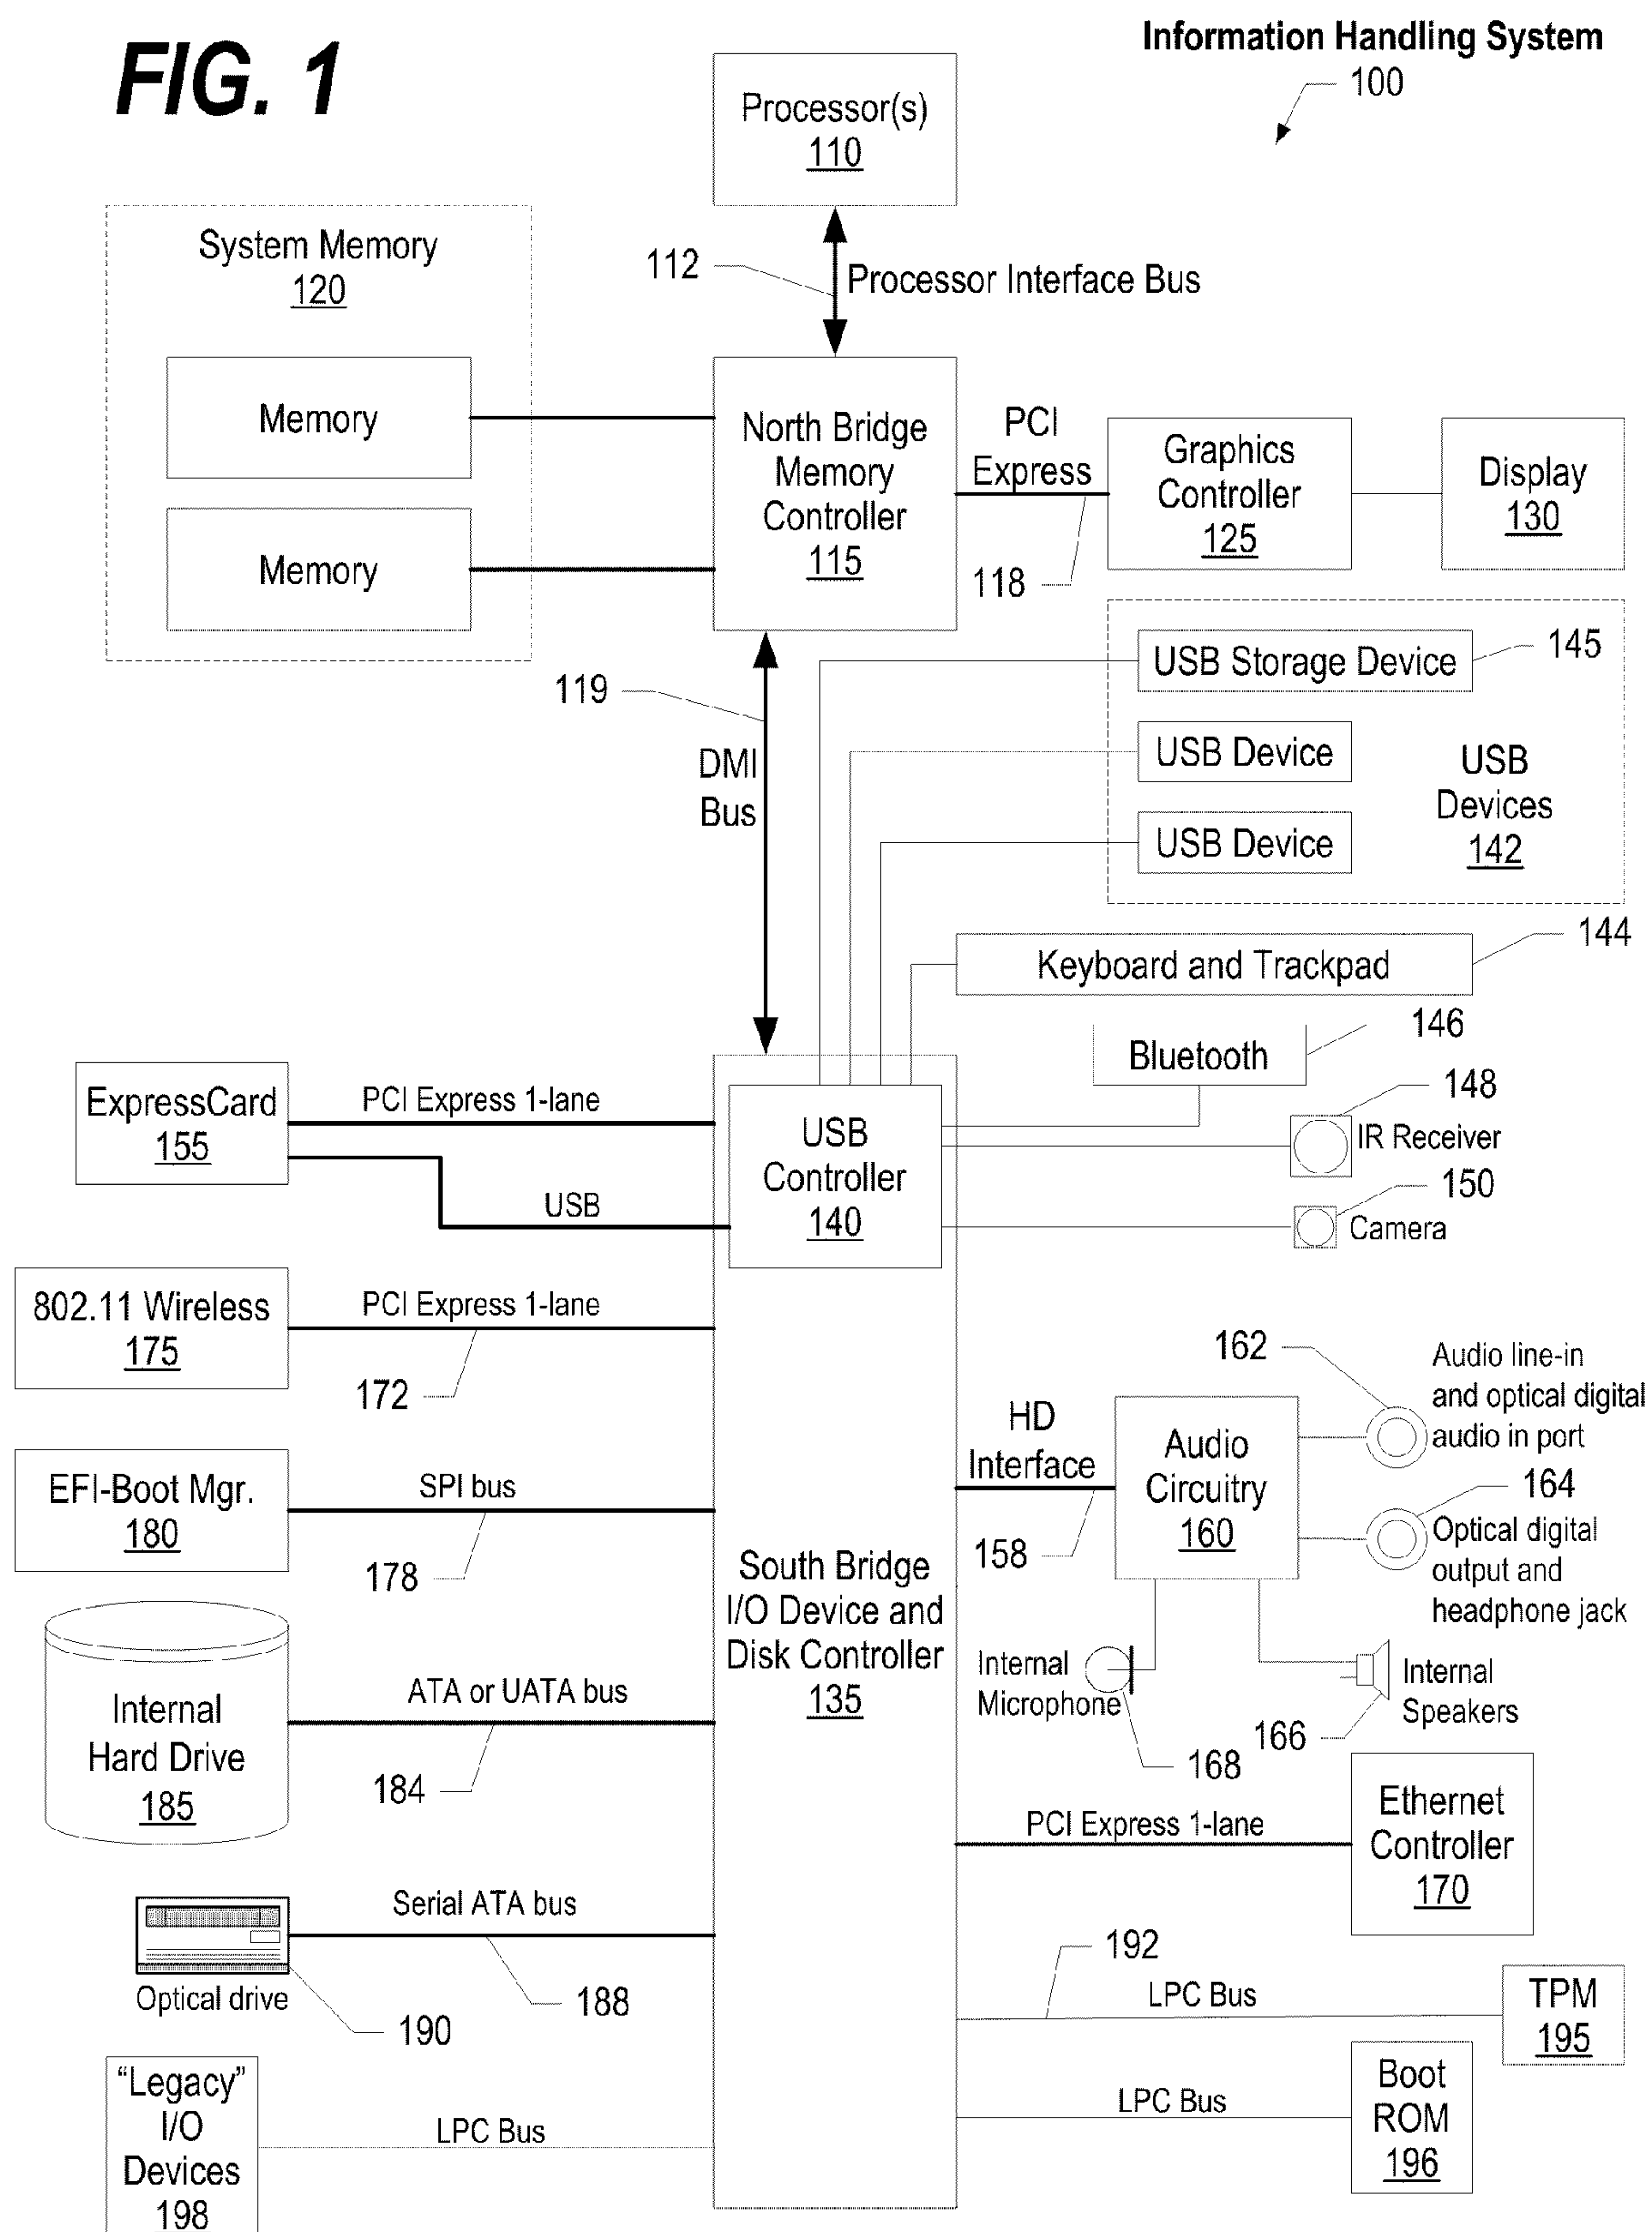 FIG. 1
Information Handling System
100
Processor(s)
110
System Memory
120
112
Processor Interface Bus
Memory
Memory
North Bridge
Memory
Controller
115
PCI
Express
118
Graphics
Controller
125
Display
130
119
DMI
Bus
USB Storage Device
145
USB Device
USB Device
USB
Devices
142
Keyboard and Trackpad
144
Bluetooth
146
148
IR Receiver
150
Camera
ExpressCard
155
PCI Express 1-lane
USB
USB
Controller
140
802.11 Wireless
175
PCI Express 1-lane
172
EFI-Boot Mgr.
180
SPI bus
178
South Bridge
I/O Device and
Disk Controller
135
HD
Interface
158
Audio
Circuitry
160
162
Audio line-in
and optical digital
audio in port
164
Optical digital
output and
headphone jack
Internal
Microphone
168
Internal
Speakers
166
Internal
Hard Drive
185
ATA or UATA bus
184
PCI Express 1-lane
Ethernet
Controller
170
Serial ATA bus
188
Optical drive
190
192
LPC Bus
TPM
195
"Legacy"
I/O
Devices
198
LPC Bus
LPC Bus
Boot
ROM
196